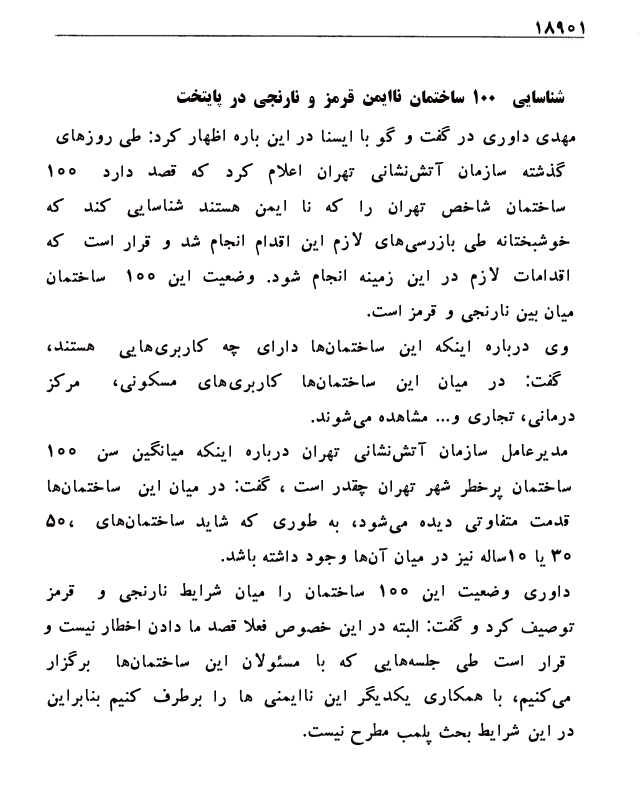 ۱۸۹۰۱
شناسایی ۱۰۰ ساختمان ناایمن قرمز و نارنجی در پایتخت
مهدی داوری در گفت و گو با ایسنا در این باره اظهار کرد: طی روزهای
گذشته سازمان آتش‌نشانی تهران اعلام کرد که قصد دارد ۱۰۰
ساختمان شاخص تهران را که نا ایمن هستند شناسایی کند که
خوشبختانه طی بازرسی‌های لازم این اقدام انجام شد و قرار است که
اقدامات لازم در این زمینه انجام شود. وضعیت این ۱۰۰ ساختمان
میان بین نارنجی و قرمز است.
وی درباره اینکه این ساختمان‌ها دارای چه کاربری‌هایی هستند،
گفت: در میان این ساختمان‌ها کاربری‌های مسکونی، مرکز
درمانی، تجاری و... مشاهده می‌شوند.
مدیرعامل سازمان آتش‌نشانی تهران درباره اینکه میانگین سن ۱۰۰
ساختمان پرخطر شهر تهران چقدر است ، گفت: در میان این ساختمان‌ها
قدمت متفاوتی دیده می‌شود، به طوری که شاید ساختمان‌های ۵۰،
۳۰ یا ۱۰ساله نیز در میان آن‌ها وجود داشته باشد.
داوری وضعیت این ۱۰۰ ساختمان را میان شرایط نارنجی و قرمز
توصیف کرد و گفت: البته در این خصوص فعلا قصد ما دادن اخطار نیست و
قرار است طی جلسه‌هایی که با مسئولان این ساختمان‌ها برگزار
می‌کنیم، با همکاری یکدیگر این ناایمنی ها را برطرف کنیم بنابراین
در این شرایط بحث پلمب مطرح نیست.